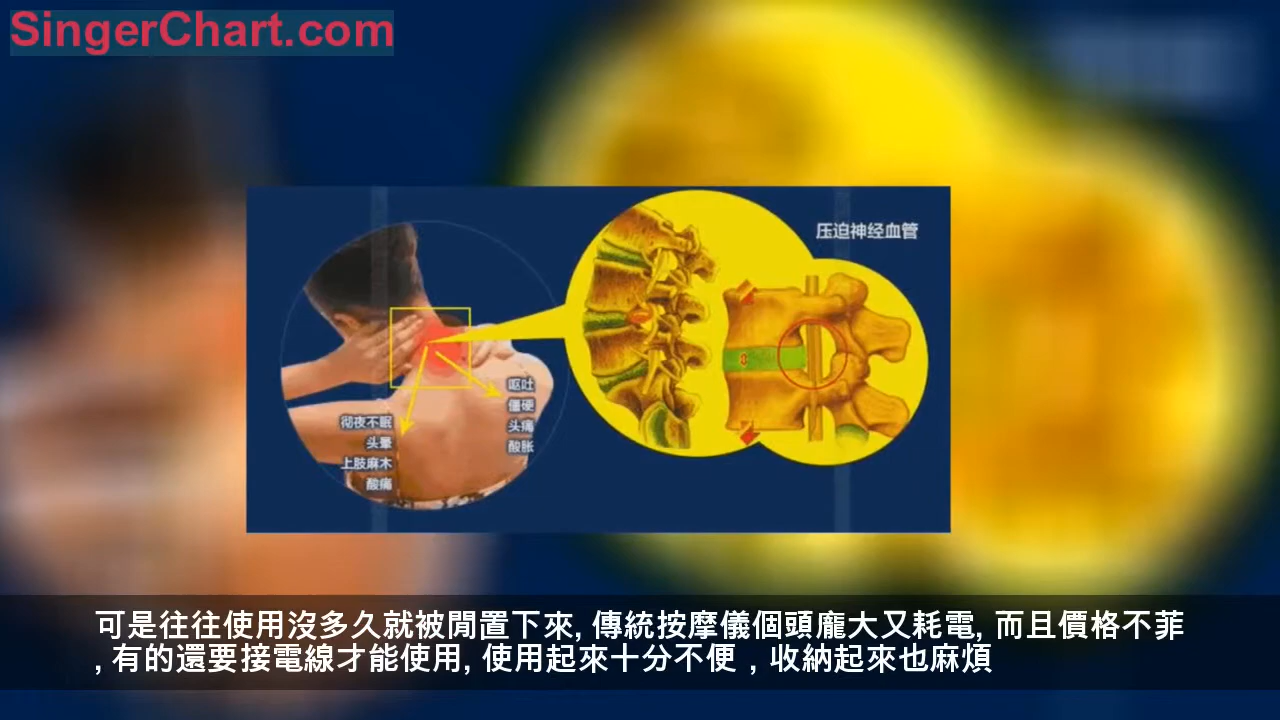 SingerChart.com
压迫神经血管
呕吐
僵硬
头痛
酸胀
彻夜不眠
头晕
上肢麻木
酸痛
可是往往使用沒多久就被閒置下來, 傳統按摩儀個頭龐大又耗電, 而且價格不菲
, 有的還要接電線才能使用, 使用起來十分不便，收納起來也麻煩